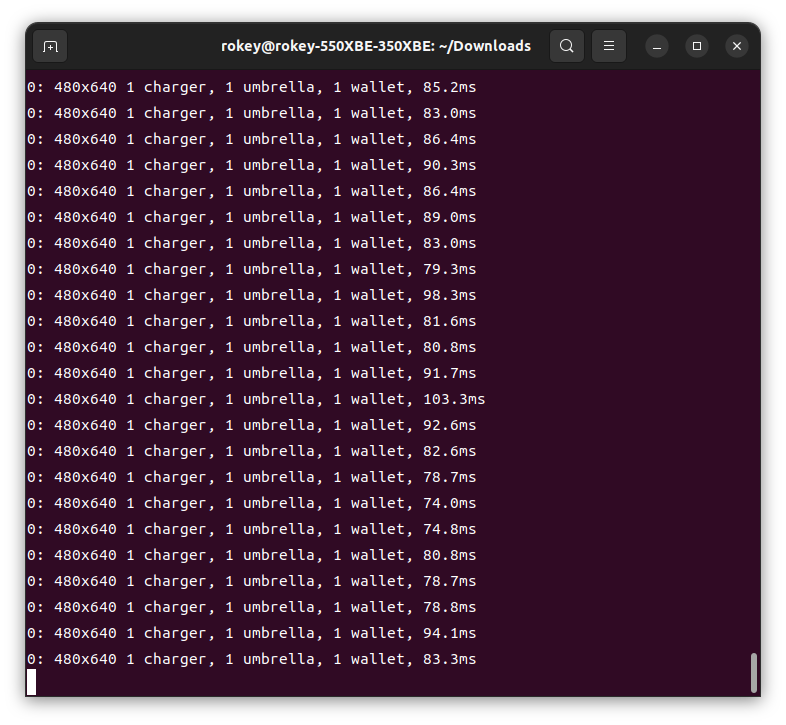 rokey@rokey-550XBE-350XBE: ~/Downloads
0: 480x640 1 charger, 1 umbrella, 1 wallet, 85.2ms
0: 480x640 1 charger, 1 umbrella, 1 wallet, 83.0ms
0: 480x640 1 charger, 1 umbrella, 1 wallet, 86.4ms
0: 480x640 1 charger, 1 umbrella, 1 wallet, 90.3ms
0: 480x640 1 charger, 1 umbrella, 1 wallet, 86.4ms
0: 480x640 1 charger, 1 umbrella, 1 wallet, 89.0ms
0: 480x640 1 charger, 1 umbrella, 1 wallet, 83.0ms
0: 480x640 1 charger, 1 umbrella, 1 wallet, 79.3ms
0: 480x640 1 charger, 1 umbrella, 1 wallet, 98.3ms
0: 480x640 1 charger, 1 umbrella, 1 wallet, 81.6ms
0: 480x640 1 charger, 1 umbrella, 1 wallet, 80.8ms
0: 480x640 1 charger, 1 umbrella, 1 wallet, 91.7ms
0: 480x640 1 charger, 1 umbrella, 1 wallet, 103.3ms
0: 480x640 1 charger, 1 umbrella, 1 wallet, 92.6ms
0: 480x640 1 charger, 1 umbrella, 1 wallet, 82.6ms
0: 480x640 1 charger, 1 umbrella, 1 wallet, 78.7ms
0: 480x640 1 charger, 1 umbrella, 1 wallet, 74.0ms
0: 480x640 1 charger, 1 umbrella, 1 wallet, 74.8ms
0: 480x640 1 charger, 1 umbrella, 1 wallet, 80.8ms
0: 480x640 1 charger, 1 umbrella, 1 wallet, 78.7ms
0: 480x640 1 charger, 1 umbrella, 1 wallet, 78.8ms
0: 480x640 1 charger, 1 umbrella, 1 wallet, 94.1ms
0: 480x640 1 charger, 1 umbrella, 1 wallet, 83.3ms